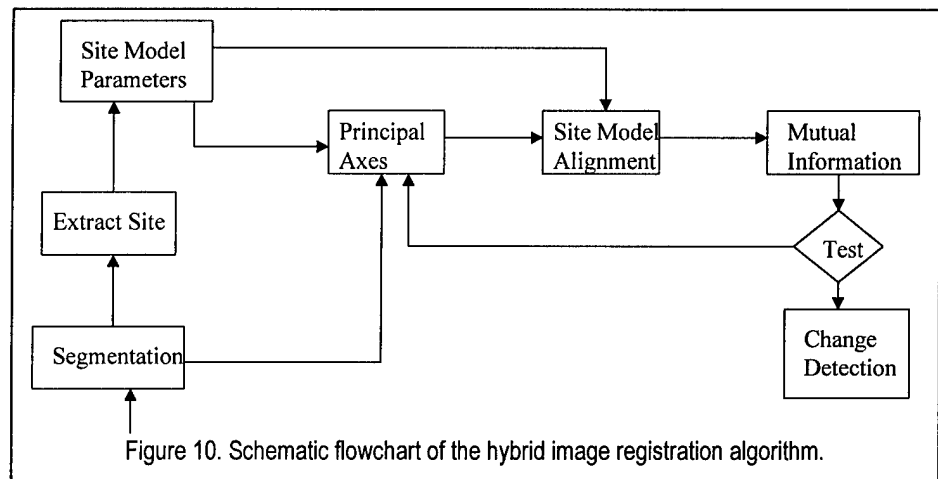 Site Model
Parameters
Principal
Axes
Site Model
Alignment
Mutual
Information
Extract Site
Test
Segmentation
Change
Detection
Figure 10. Schematic flowchart of the hybrid image registration algorithm.